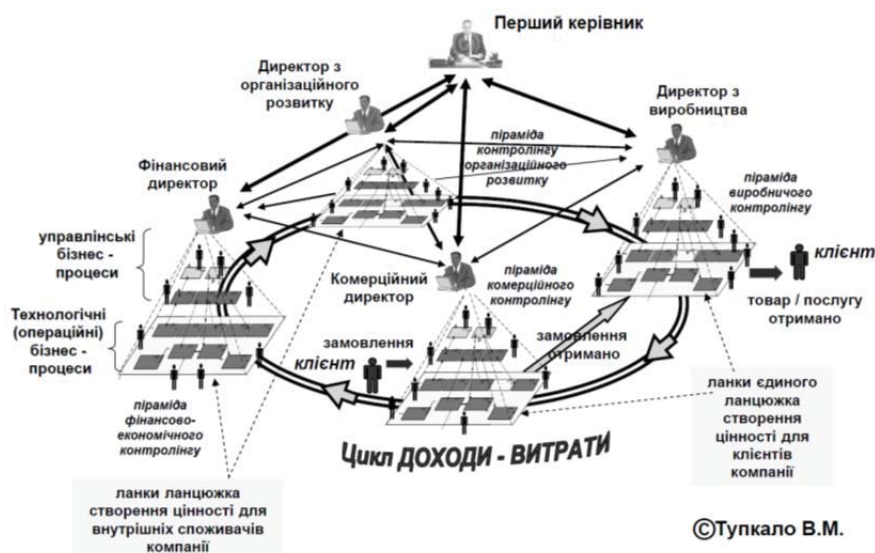 Перший керівник
Директор з
організаційного
розвитку
Директор з
виробництва
піраміда
контролінгу
організаційного
розвитку
Фінансовий
директор
піраміда
виробничого
контролінгу
управлінські
бізнес -
процеси
клієнт
Комерційний
директор
піраміда
комерційного
контролінгу
товар / послугу
отримано
Технологічні
(операційні)
бізнес -
процеси
замовлення
клієнт
замовлення
отримано
піраміда
фінансово-
економічного
контролінгу
ланки єдиного
ланцюжка
створення
цінності для
клієнтів
компанії
Цикл ДОХОДИ - ВИТРАТИ
ланки ланцюжка
створення цінності для
внутрішніх споживачів
компанії
©Тупкало В.М.